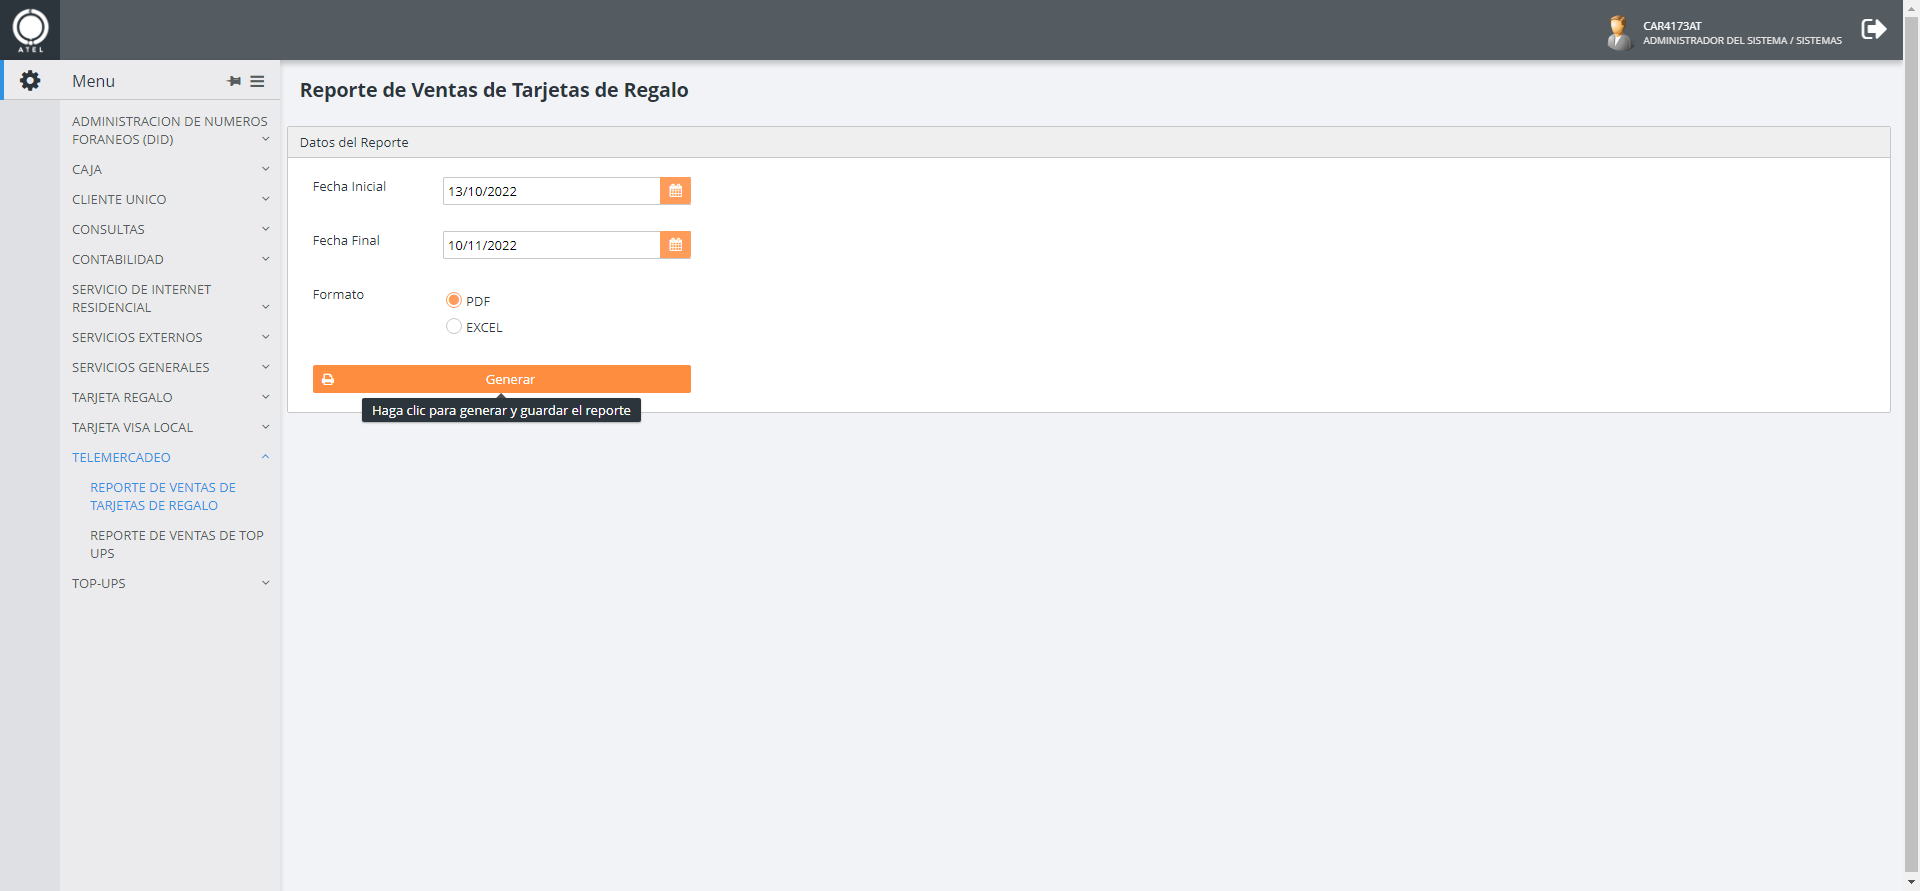 ATEL
CAR4173AT
ADMINISTRADOR DEL SISTEMA / SISTEMAS
Menu
ADMINISTRACION DE NUMEROS
FORANEOS (DID)
CAJA
CLIENTE UNICO
CONSULTAS
CONTABILIDAD
SERVICIO DE INTERNET
RESIDENCIAL
SERVICIOS EXTERNOS
SERVICIOS GENERALES
TARJETA REGALO
TARJETA VISA LOCAL
TELEMERCADEO
REPORTE DE VENTAS DE
TARJETAS DE REGALO
REPORTE DE VENTAS DE TOP
UPS
TOP-UPS
Reporte de Ventas de Tarjetas de Regalo
Datos del Reporte
Fecha Inicial
13/10/2022
Fecha Final
10/11/2022
Formato
PDF
EXCEL
Generar
Haga clic para generar y guardar el reporte